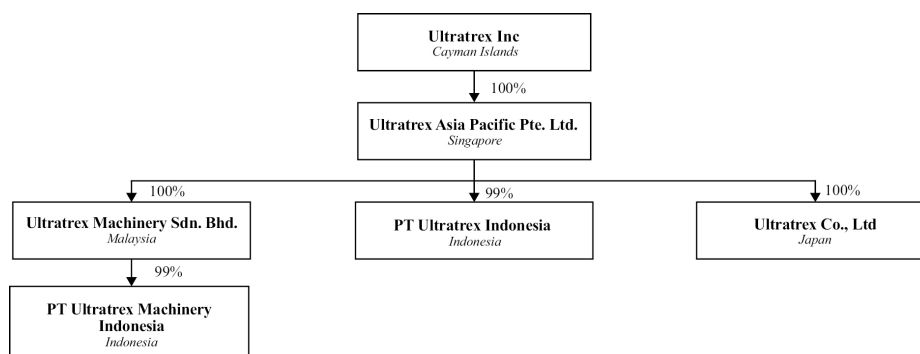 Ultratrex Inc
Cayman Islands
100%
Ultratrex Asia Pacific Pte. Ltd.
Singapore
100%
99%
100%
Ultratrex Machinery Sdn. Bhd.
Malaysia
PT Ultratrex Indonesia
Indonesia
Ultratrex Co., Ltd
Japan
99%
PT Ultratrex Machinery
Indonesia
Indonesia